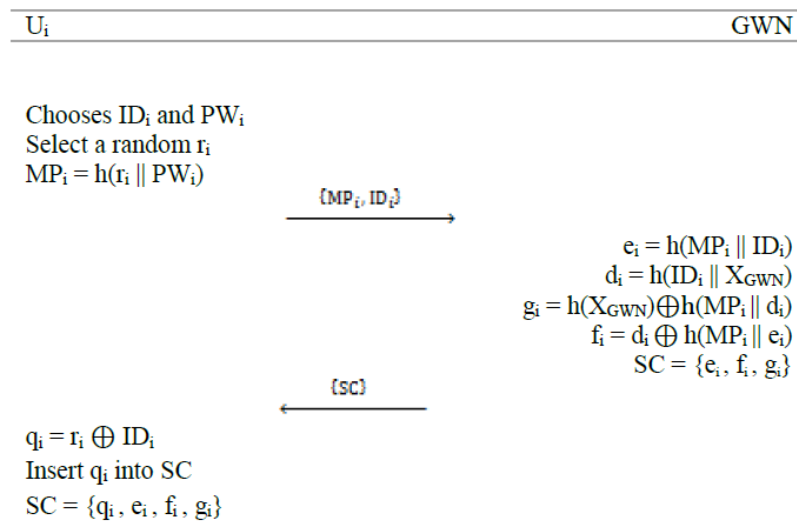 Uᵢ GWN
Chooses IDᵢ and PWᵢ
Select a random rᵢ
MPᵢ = h(rᵢ || PWᵢ)
{MPᵢ, IDᵢ}
eᵢ = h(MPᵢ || IDᵢ)
dᵢ = h(IDᵢ || X_GWN)
gᵢ = h(X_GWN)⊕h(MPᵢ || dᵢ)
fᵢ = dᵢ ⊕ h(MPᵢ || eᵢ)
SC = {eᵢ , fᵢ , gᵢ}
{SC}
qᵢ = rᵢ ⊕ IDᵢ
Insert qᵢ into SC
SC = {qᵢ , eᵢ , fᵢ , gᵢ}